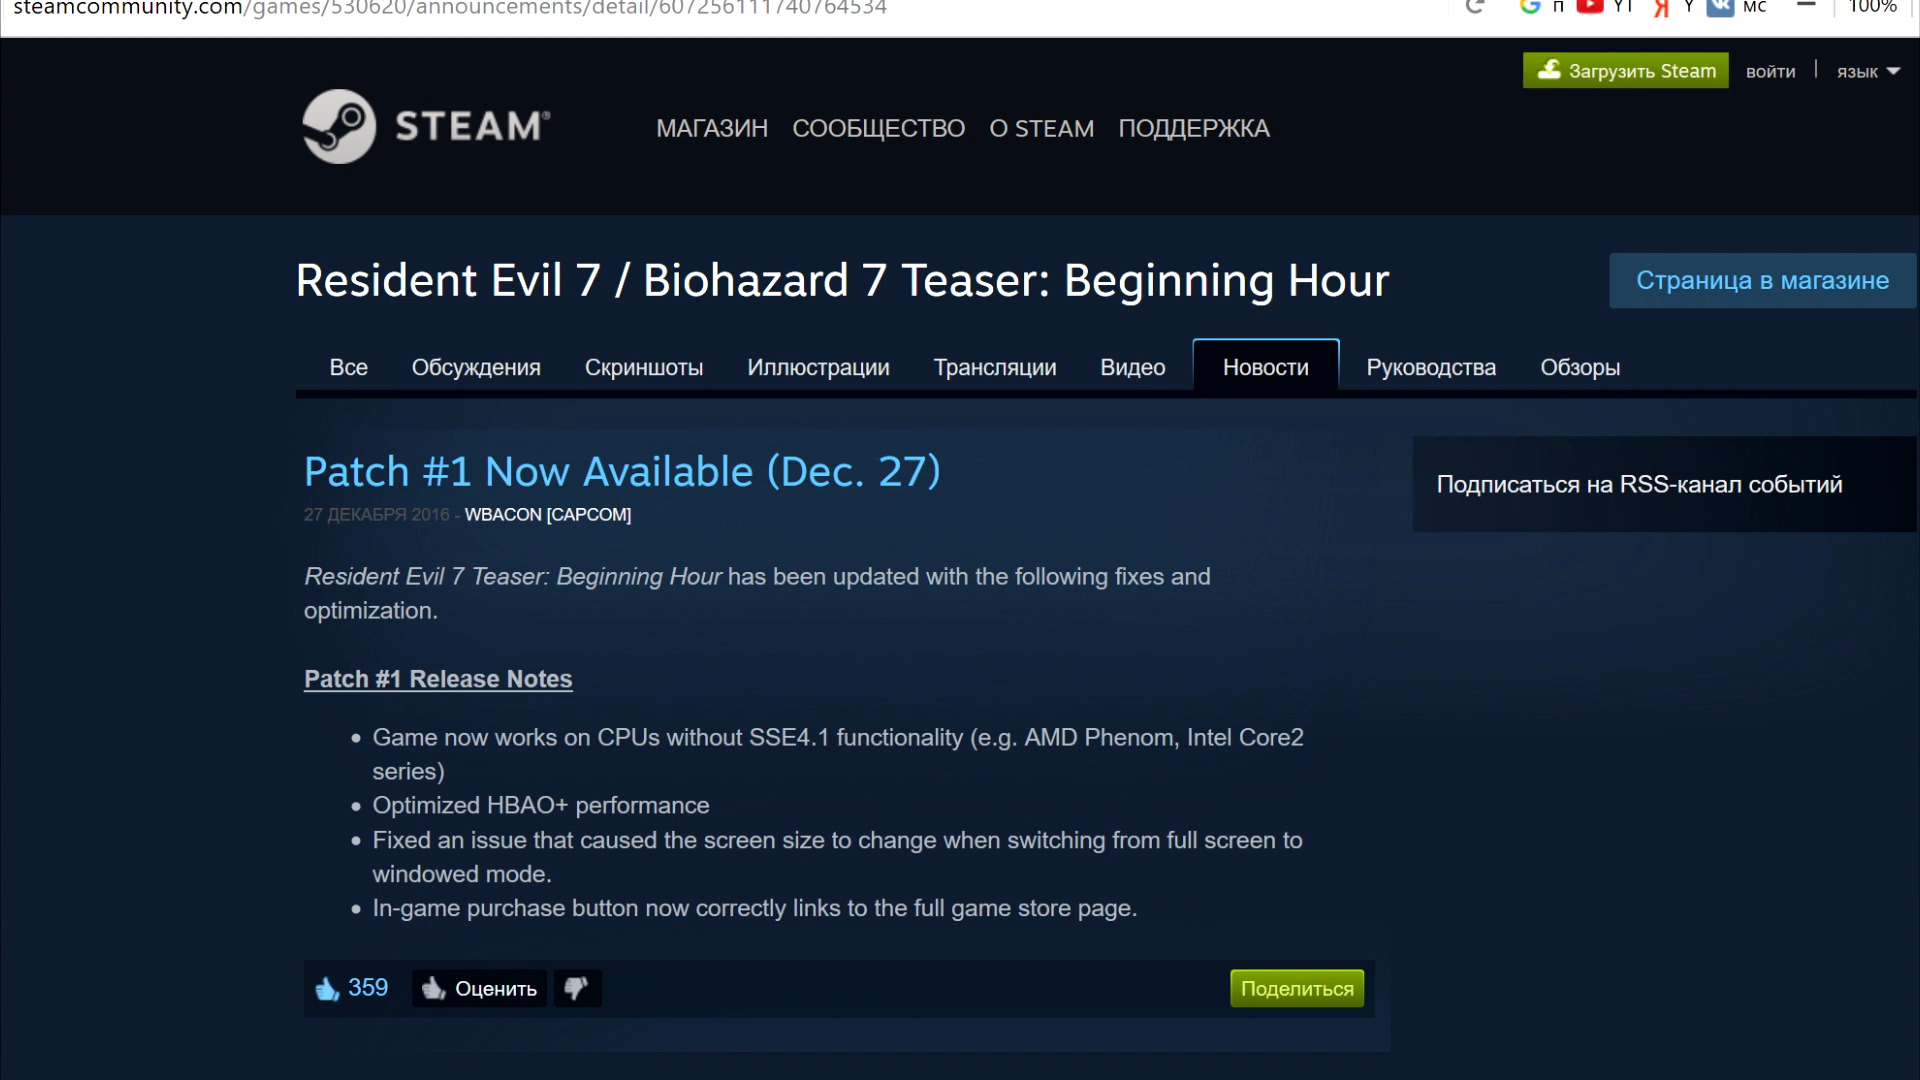 steamcommunity.com/games/530620/announcements/detail/607256111740764534
п YT Y мс 100%
Загрузить Steam войти | язык
STEAM®
МАГАЗИН СООБЩЕСТВО О STEAM ПОДДЕРЖКА
Resident Evil 7 / Biohazard 7 Teaser: Beginning Hour
Страница в магазине
Все Обсуждения Скриншоты Иллюстрации Трансляции Видео Новости Руководства Обзоры
Patch #1 Now Available (Dec. 27)
27 ДЕКАБРЯ 2016 - WBACON [CAPCOM]
Подписаться на RSS-канал событий
Resident Evil 7 Teaser: Beginning Hour has been updated with the following fixes and
optimization.
Patch #1 Release Notes
• Game now works on CPUs without SSE4.1 functionality (e.g. AMD Phenom, Intel Core2
series)
• Optimized HBAO+ performance
• Fixed an issue that caused the screen size to change when switching from full screen to
windowed mode.
• In-game purchase button now correctly links to the full game store page.
359 Оценить Поделиться